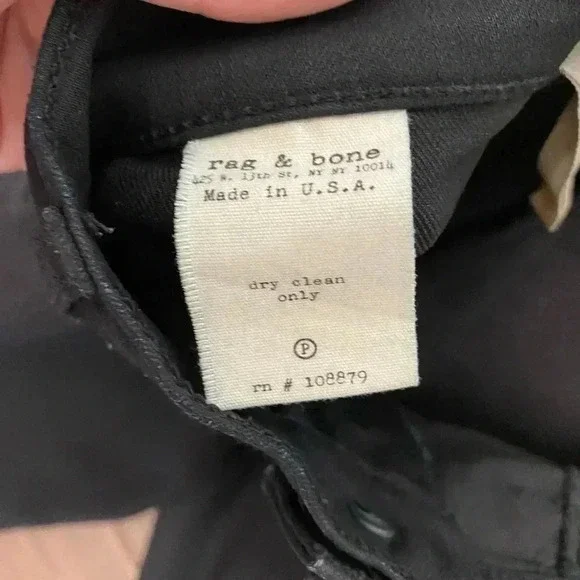 rag & bone
425 W. 13th St, NY NY 10014
Made in U.S.A.
dry clean
only
P
rn # 108879